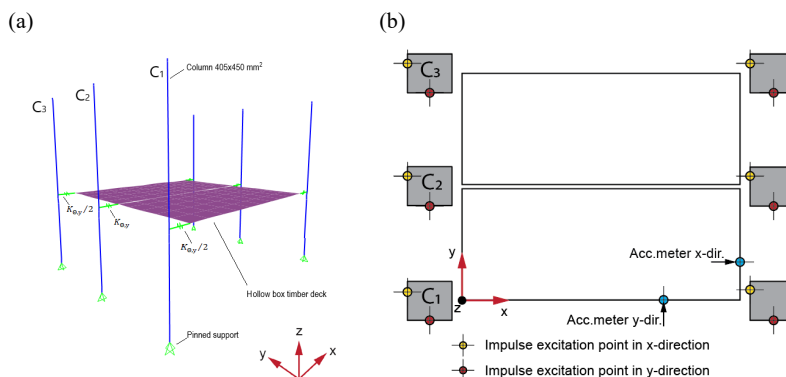 (a)
C1
Column 405x450 mm²
C2
C3
Kθ,y/2
Kθ,y
Kθ,y/2
Hollow box timber deck
Pinned support
z
y
x
(b)
C3
C2
y
Acc.meter x-dir.
C1
z
x
Acc.meter y-dir.
Impulse excitation point in x-direction
Impulse excitation point in y-direction